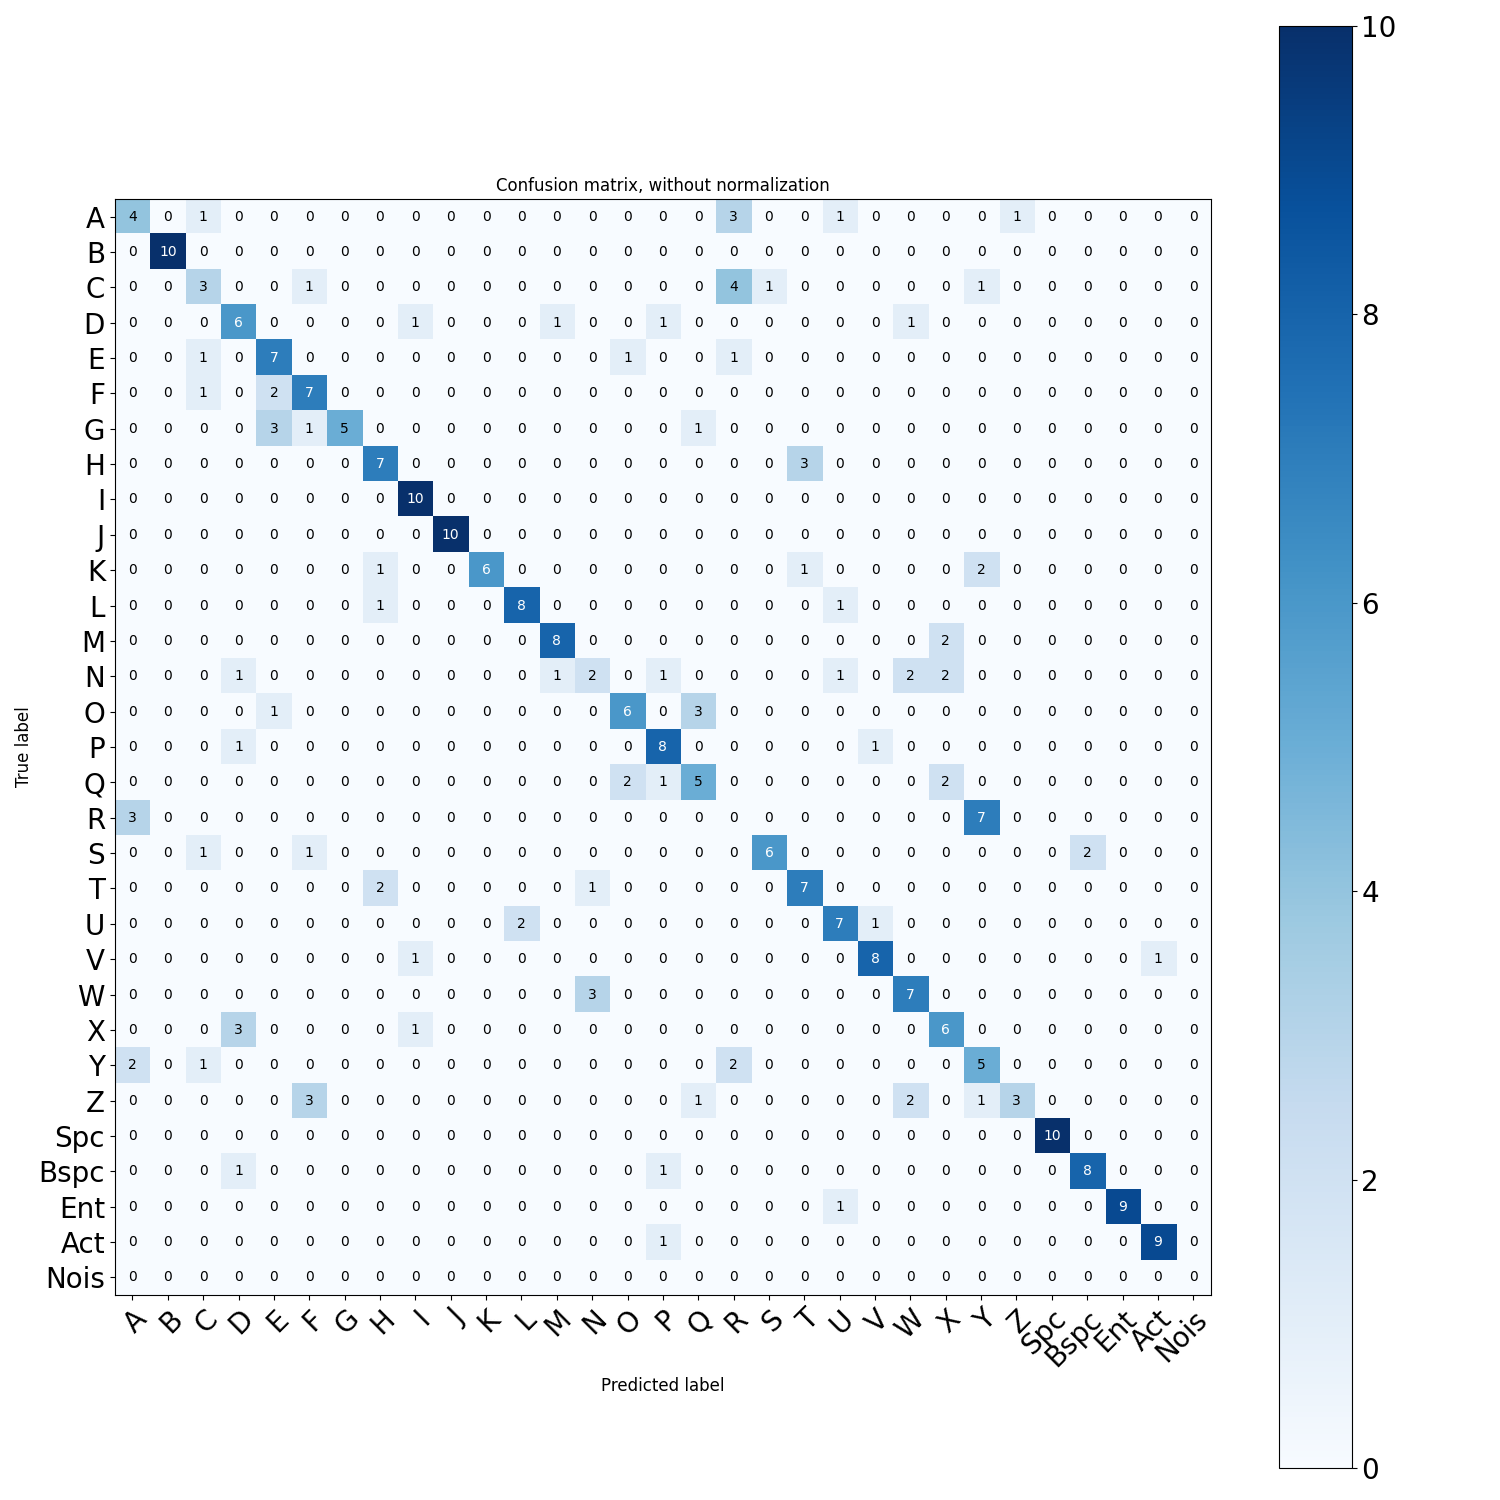 Confusion matrix, without normalization
A 4 0 1 0 0 0 0 0 0 0 0 0 0 0 0 0 0 3 0 0 1 0 0 0 0 1 0 0 0 0 0
B 0 10 0 0 0 0 0 0 0 0 0 0 0 0 0 0 0 0 0 0 0 0 0 0 0 0 0 0 0 0 0
C 0 0 3 0 0 1 0 0 0 0 0 0 0 0 0 0 0 4 1 0 0 0 0 0 1 0 0 0 0 0 0
D 0 0 0 6 0 0 0 0 1 0 0 0 1 0 0 1 0 0 0 0 0 0 1 0 0 0 0 0 0 0 0
E 0 0 1 0 7 0 0 0 0 0 0 0 0 0 1 0 0 1 0 0 0 0 0 0 0 0 0 0 0 0 0
F 0 0 1 0 2 7 0 0 0 0 0 0 0 0 0 0 0 0 0 0 0 0 0 0 0 0 0 0 0 0 0
G 0 0 0 0 3 1 5 0 0 0 0 0 0 0 0 0 1 0 0 0 0 0 0 0 0 0 0 0 0 0 0
H 0 0 0 0 0 0 0 7 0 0 0 0 0 0 0 0 0 0 0 3 0 0 0 0 0 0 0 0 0 0 0
I 0 0 0 0 0 0 0 0 10 0 0 0 0 0 0 0 0 0 0 0 0 0 0 0 0 0 0 0 0 0 0
J 0 0 0 0 0 0 0 0 0 10 0 0 0 0 0 0 0 0 0 0 0 0 0 0 0 0 0 0 0 0 0
K 0 0 0 0 0 0 0 1 0 0 6 0 0 0 0 0 0 0 0 1 0 0 0 0 2 0 0 0 0 0 0
L 0 0 0 0 0 0 0 1 0 0 0 8 0 0 0 0 0 0 0 0 1 0 0 0 0 0 0 0 0 0 0
M 0 0 0 0 0 0 0 0 0 0 0 0 8 0 0 0 0 0 0 0 0 0 0 2 0 0 0 0 0 0 0
N 0 0 0 1 0 0 0 0 0 0 0 0 1 2 0 1 0 0 0 0 1 0 2 2 0 0 0 0 0 0 0
O 0 0 0 0 1 0 0 0 0 0 0 0 0 0 6 0 3 0 0 0 0 0 0 0 0 0 0 0 0 0 0
P 0 0 0 1 0 0 0 0 0 0 0 0 0 0 0 8 0 0 0 0 0 1 0 0 0 0 0 0 0 0 0
Q 0 0 0 0 0 0 0 0 0 0 0 0 0 0 2 1 5 0 0 0 0 0 0 2 0 0 0 0 0 0 0
R 3 0 0 0 0 0 0 0 0 0 0 0 0 0 0 0 0 0 0 0 0 0 0 0 7 0 0 0 0 0 0
S 0 0 1 0 0 1 0 0 0 0 0 0 0 0 0 0 0 0 6 0 0 0 0 0 0 0 0 2 0 0 0
T 0 0 0 0 0 0 0 2 0 0 0 0 0 1 0 0 0 0 0 7 0 0 0 0 0 0 0 0 0 0 0
U 0 0 0 0 0 0 0 0 0 0 0 2 0 0 0 0 0 0 0 0 7 1 0 0 0 0 0 0 0 0 0
V 0 0 0 0 0 0 0 0 1 0 0 0 0 0 0 0 0 0 0 0 0 8 0 0 0 0 0 0 0 1 0
W 0 0 0 0 0 0 0 0 0 0 0 0 0 3 0 0 0 0 0 0 0 0 7 0 0 0 0 0 0 0 0
X 0 0 0 3 0 0 0 0 1 0 0 0 0 0 0 0 0 0 0 0 0 0 0 6 0 0 0 0 0 0 0
Y 2 0 1 0 0 0 0 0 0 0 0 0 0 0 0 0 0 2 0 0 0 0 0 0 5 0 0 0 0 0 0
Z 0 0 0 0 0 3 0 0 0 0 0 0 0 0 0 0 1 0 0 0 0 0 2 0 1 3 0 0 0 0 0
Spc 0 0 0 0 0 0 0 0 0 0 0 0 0 0 0 0 0 0 0 0 0 0 0 0 0 0 10 0 0 0 0
Bspc 0 0 0 1 0 0 0 0 0 0 0 0 0 0 0 1 0 0 0 0 0 0 0 0 0 0 0 8 0 0 0
Ent 0 0 0 0 0 0 0 0 0 0 0 0 0 0 0 0 0 0 0 0 1 0 0 0 0 0 0 0 9 0 0
Act 0 0 0 0 0 0 0 0 0 0 0 0 0 0 0 1 0 0 0 0 0 0 0 0 0 0 0 0 0 9 0
Nois 0 0 0 0 0 0 0 0 0 0 0 0 0 0 0 0 0 0 0 0 0 0 0 0 0 0 0 0 0 0 0
A B C D E F G H I J K L M N O P Q R S T U V W X Y Z Spc Bspc Ent Act Nois
Predicted label
True label
10
8
6
4
2
0